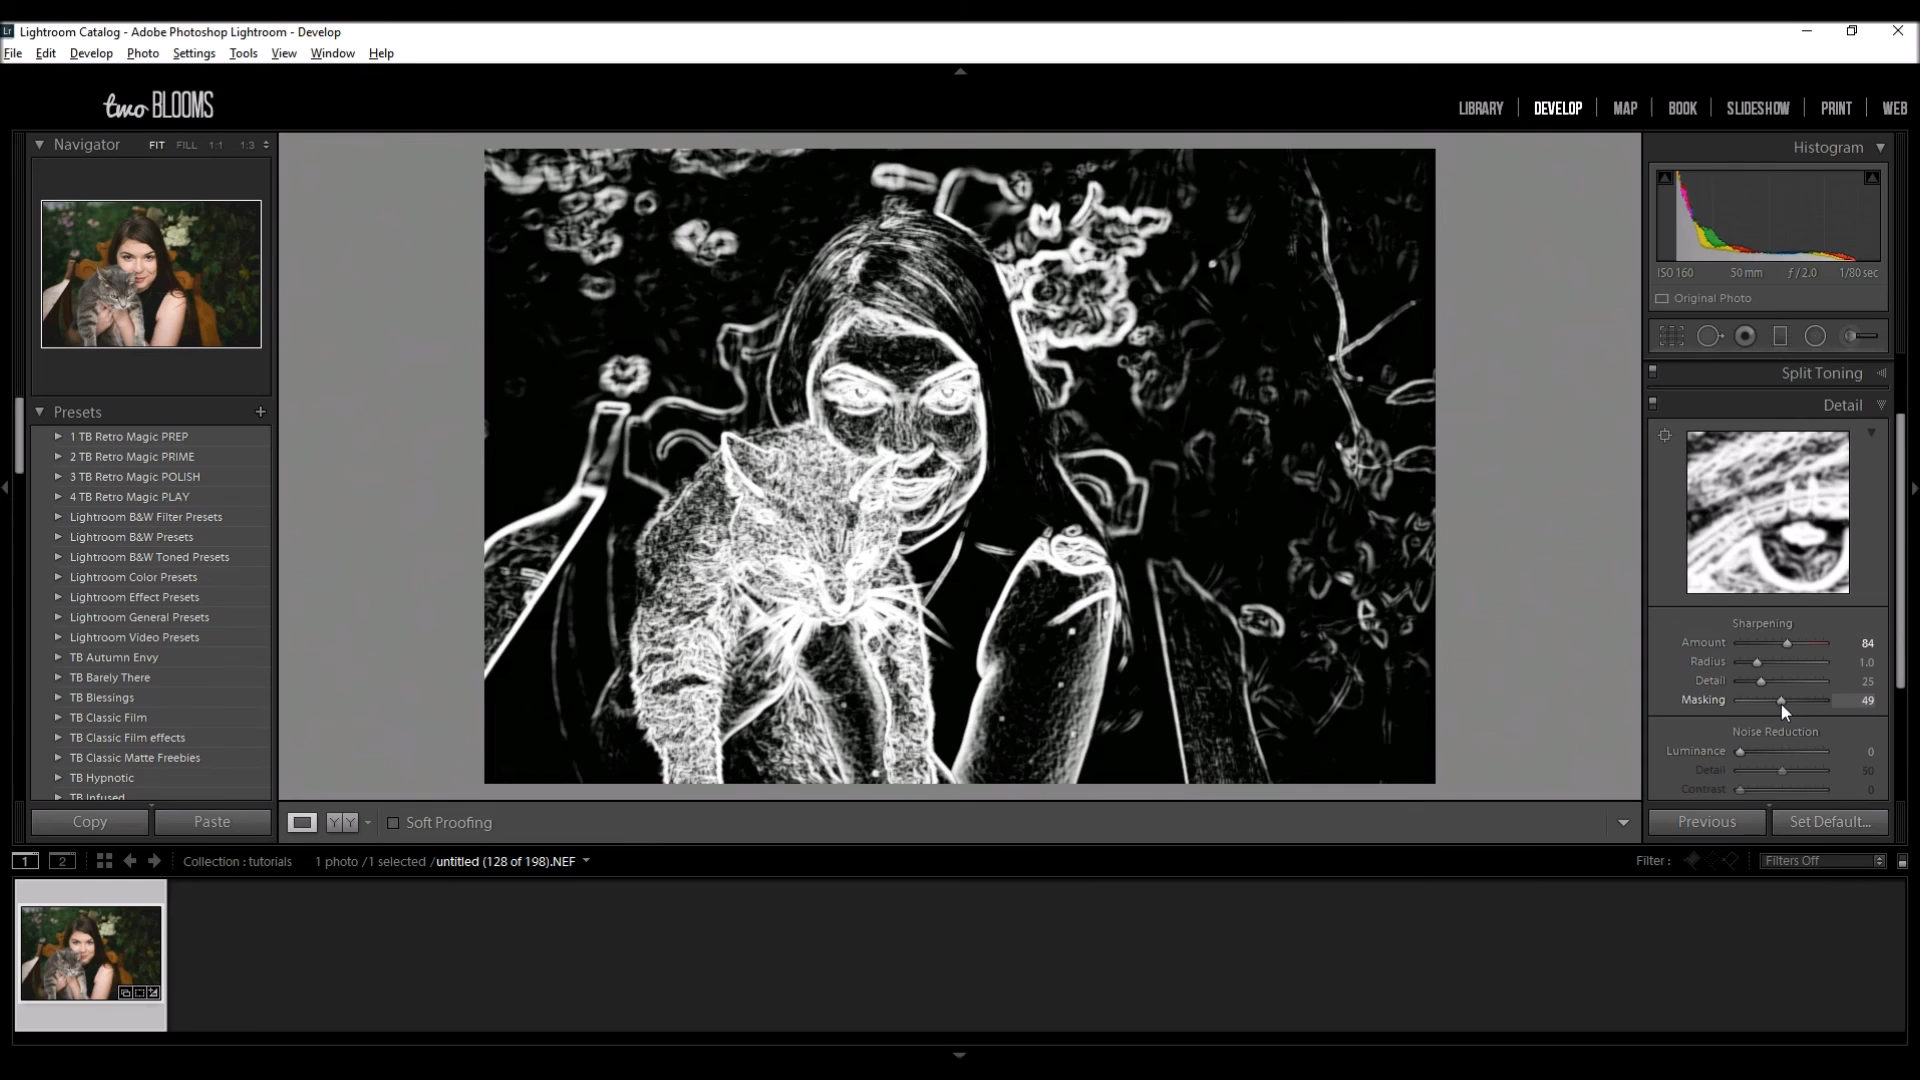 Lr Lightroom Catalog - Adobe Photoshop Lightroom - Develop
File Edit Develop Photo Settings Tools View Window Help
two BLOOMS
LIBRARY | DEVELOP | MAP | BOOK | SLIDESHOW | PRINT | WEB
Navigator FIT FILL 1:1 1:3
Presets +
1 TB Retro Magic PREP
2 TB Retro Magic PRIME
3 TB Retro Magic POLISH
4 TB Retro Magic PLAY
Lightroom B&W Filter Presets
Lightroom B&W Presets
Lightroom B&W Toned Presets
Lightroom Color Presets
Lightroom Effect Presets
Lightroom General Presets
Lightroom Video Presets
TB Autumn Envy
TB Barely There
TB Blessings
TB Classic Film
TB Classic Film effects
TB Classic Matte Freebies
TB Hypnotic
TB Infused
Copy Paste
YY Soft Proofing
Histogram
ISO 160 50 mm ƒ / 2.0 1/80 sec
Original Photo
Split Toning
Detail
Sharpening
Amount 84
Radius 1.0
Detail 25
Masking 49
Noise Reduction
Luminance 0
Detail 50
Contrast 0
Previous Set Default...
1 2 Collection : tutorials 1 photo / 1 selected / untitled (128 of 198).NEF Filter : Filters Off